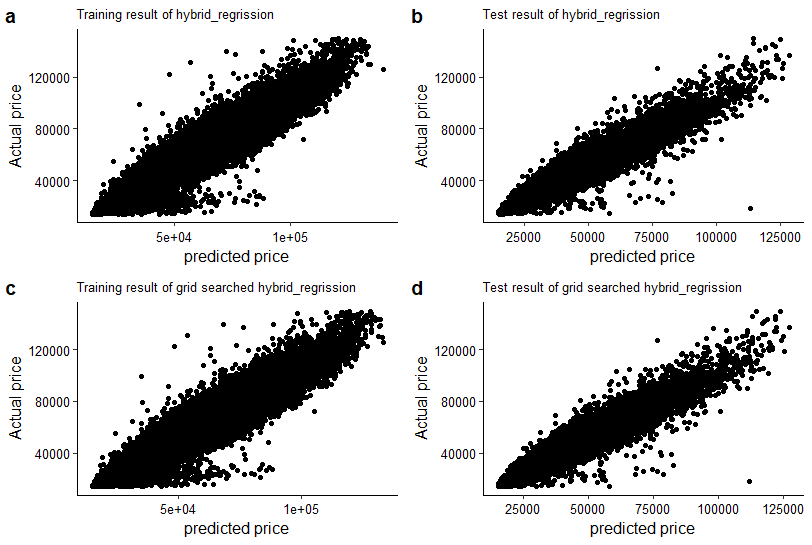 a
Training result of hybrid_regrission
120000
80000
40000
Actual price
5e+04 1e+05
predicted price
b
Test result of hybrid_regrission
120000
80000
40000
Actual price
25000 50000 75000 100000 125000
predicted price
c
Training result of grid searched hybrid_regrission
120000
80000
40000
Actual price
5e+04 1e+05
predicted price
d
Test result of grid searched hybrid_regrission
120000
80000
40000
Actual price
25000 50000 75000 100000 125000
predicted price